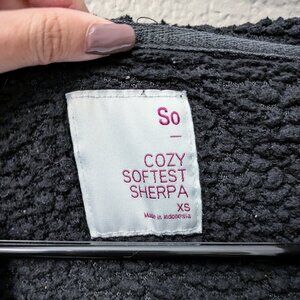 So
COZY
SOFTEST
SHERPA
XS
Made in Indonesia